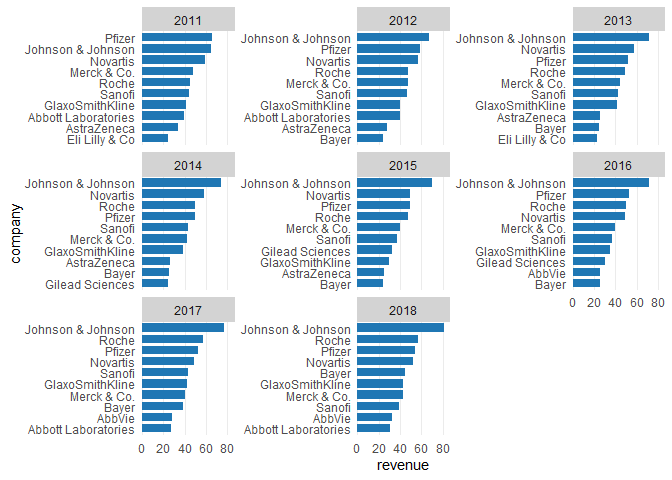 2011
Pfizer
Johnson & Johnson
Novartis
Merck & Co.
Roche
Sanofi
GlaxoSmithKline
Abbott Laboratories
AstraZeneca
Eli Lilly & Co
2012
Johnson & Johnson
Pfizer
Novartis
Roche
Merck & Co.
Sanofi
GlaxoSmithKline
Abbott Laboratories
AstraZeneca
Bayer
2013
Johnson & Johnson
Novartis
Pfizer
Roche
Merck & Co.
Sanofi
GlaxoSmithKline
AstraZeneca
Bayer
Eli Lilly & Co
company
2014
Johnson & Johnson
Novartis
Roche
Pfizer
Sanofi
Merck & Co.
GlaxoSmithKline
AstraZeneca
Bayer
Gilead Sciences
2015
Johnson & Johnson
Novartis
Pfizer
Roche
Merck & Co.
Sanofi
Gilead Sciences
GlaxoSmithKline
AstraZeneca
Bayer
2016
Johnson & Johnson
Pfizer
Roche
Novartis
Merck & Co.
Sanofi
GlaxoSmithKline
Gilead Sciences
AbbVie
Bayer
0 20 40 60 80
2017
Johnson & Johnson
Roche
Pfizer
Novartis
Sanofi
GlaxoSmithKline
Merck & Co.
Bayer
AbbVie
Abbott Laboratories
0 20 40 60 80
2018
Johnson & Johnson
Roche
Pfizer
Novartis
Bayer
GlaxoSmithKline
Merck & Co.
Sanofi
AbbVie
Abbott Laboratories
0 20 40 60 80
revenue